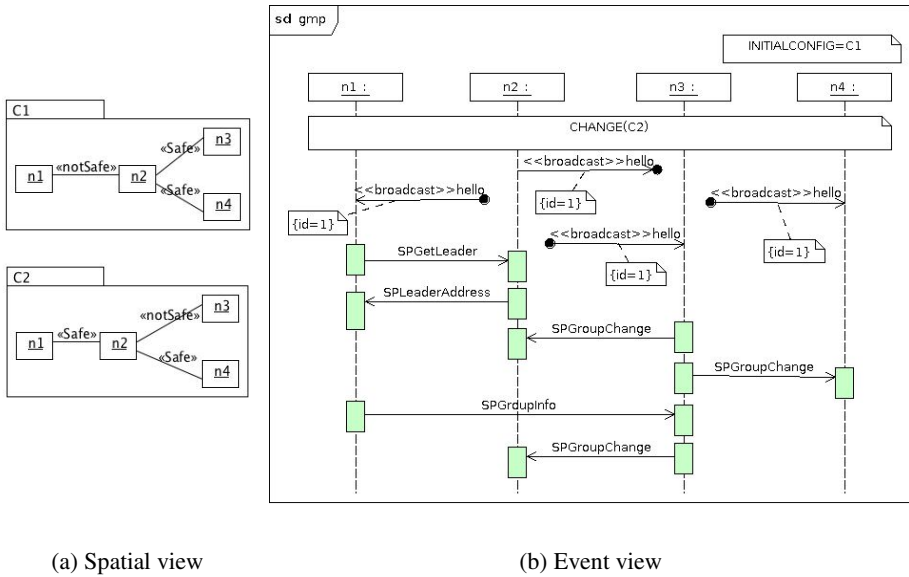 C1
n1
«notSafe»
n2
«Safe»
n3
«Safe»
n4
C2
n1
«Safe»
n2
«notSafe»
n3
«Safe»
n4
(a) Spatial view
sd gmp
INITIALCONFIG=C1
n1 :
n2 :
n3 :
n4 :
CHANGE(C2)
<<broadcast>>hello
{id=1}
<<broadcast>>hello
{id=1}
<<broadcast>>hello
{id=1}
<<broadcast>>hello
{id=1}
SPGetLeader
SPLeaderAddress
SPGroupChange
SPGroupChange
SPGroupInfo
SPGroupChange
(b) Event view